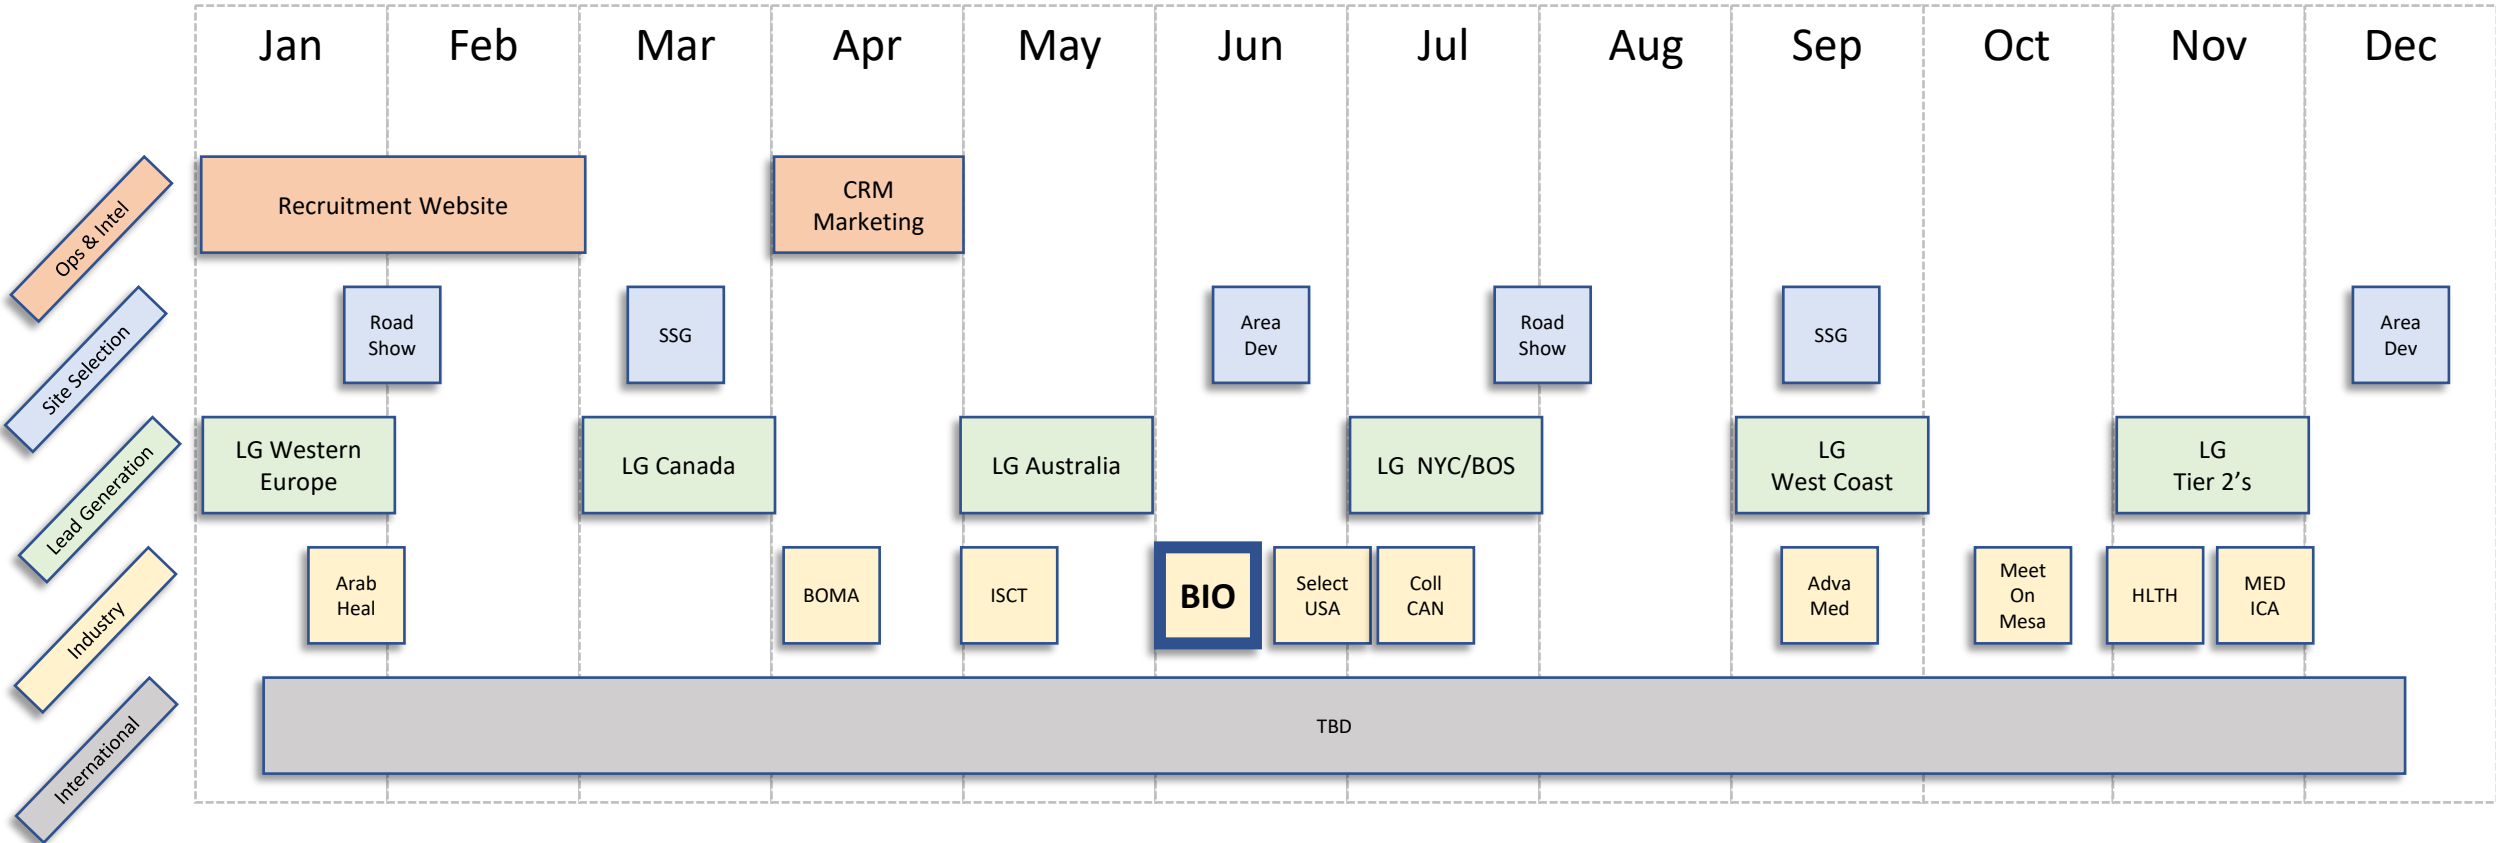 Jan
Feb
Mar
Apr
May
Jun
Jul
Aug
Sep
Oct
Nov
Dec
Ops & Intel
Recruitment Website
CRM
Marketing
Site Selection
Road
Show
SSG
Area
Dev
Road
Show
SSG
Area
Dev
Lead Generation
LG Western
Europe
LG Canada
LG Australia
LG  NYC/BOS
LG
West Coast
LG
Tier 2’s
Industry
Arab
Heal
BOMA
ISCT
BIO
Select
USA
Coll
CAN
Adva
Med
Meet
On
Mesa
HLTH
MED
ICA
International
TBD